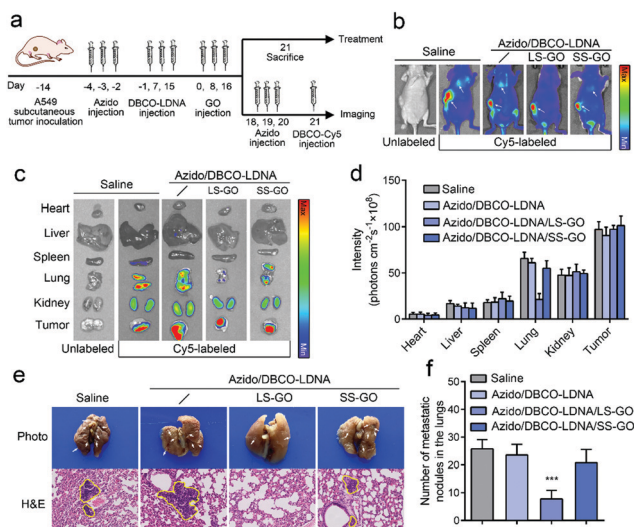 a
21
Sacrifice
Treatment
Day -14 -4, -3, -2 -1, 7, 15 0, 8, 16
A549
subcutaneous
tumor inoculation
Azido
injection
DBCO-LDNA
injection
GO
injection
18, 19, 20
Azido
injection
21
DBCO-Cy5
injection
Imaging
b
Azido/DBCO-LDNA
Saline / LS-GO SS-GO
Max
Min
Unlabeled Cy5-labeled
c
Azido/DBCO-LDNA
Saline / LS-GO SS-GO
Heart
Liver
Spleen
Lung
Kidney
Tumor
Max
Min
Unlabeled Cy5-labeled
d
Intensity
(photons cm-2s-1×108)
150
100
50
0
Saline
Azido/DBCO-LDNA
Azido/DBCO-LDNA/LS-GO
Azido/DBCO-LDNA/SS-GO
Heart Liver Spleen Lung Kidney Tumor
e
Azido/DBCO-LDNA
Saline / LS-GO SS-GO
Photo
H&E
f
Number of metastatic
nodules in the lungs
50
40
30
20
10
0
Saline
Azido/DBCO-LDNA
Azido/DBCO-LDNA/LS-GO
Azido/DBCO-LDNA/SS-GO
***